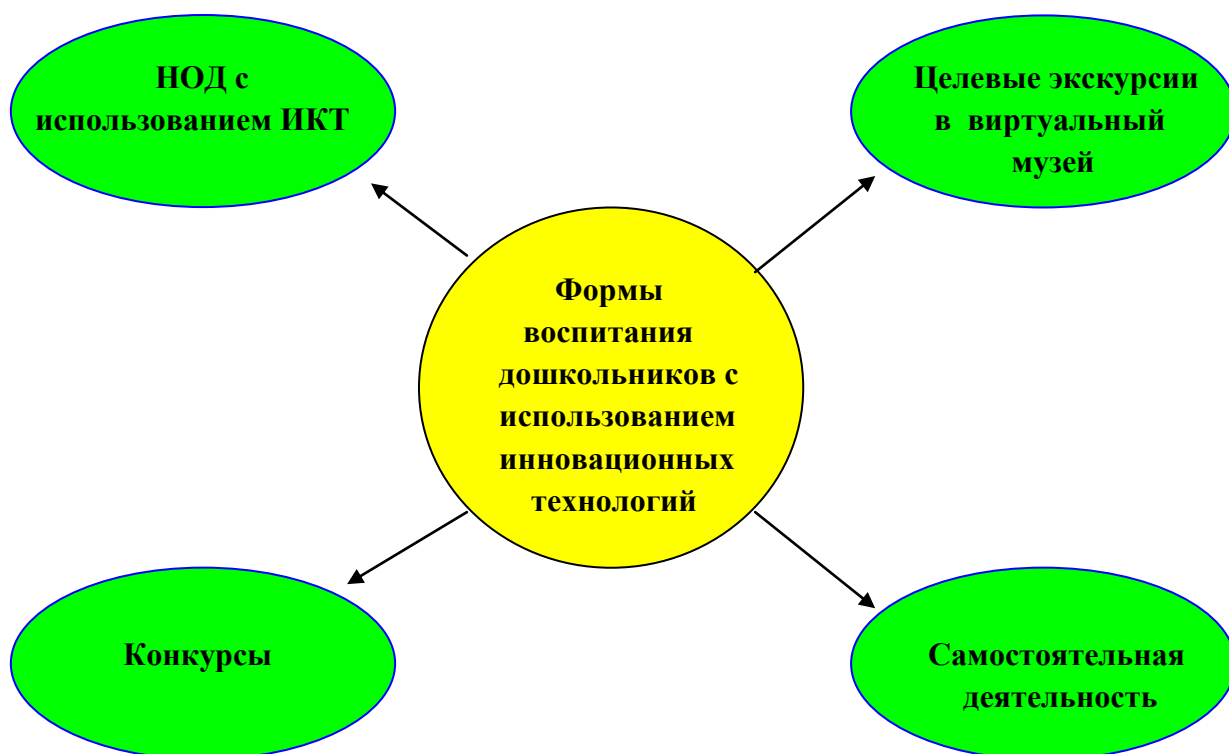 НОД с
использованием ИКТ
Целевые экскурсии
в виртуальный
музей
Формы
воспитания
дошкольников с
использованием
инновационных
технологий
Конкурсы
Самостоятельная
деятельность